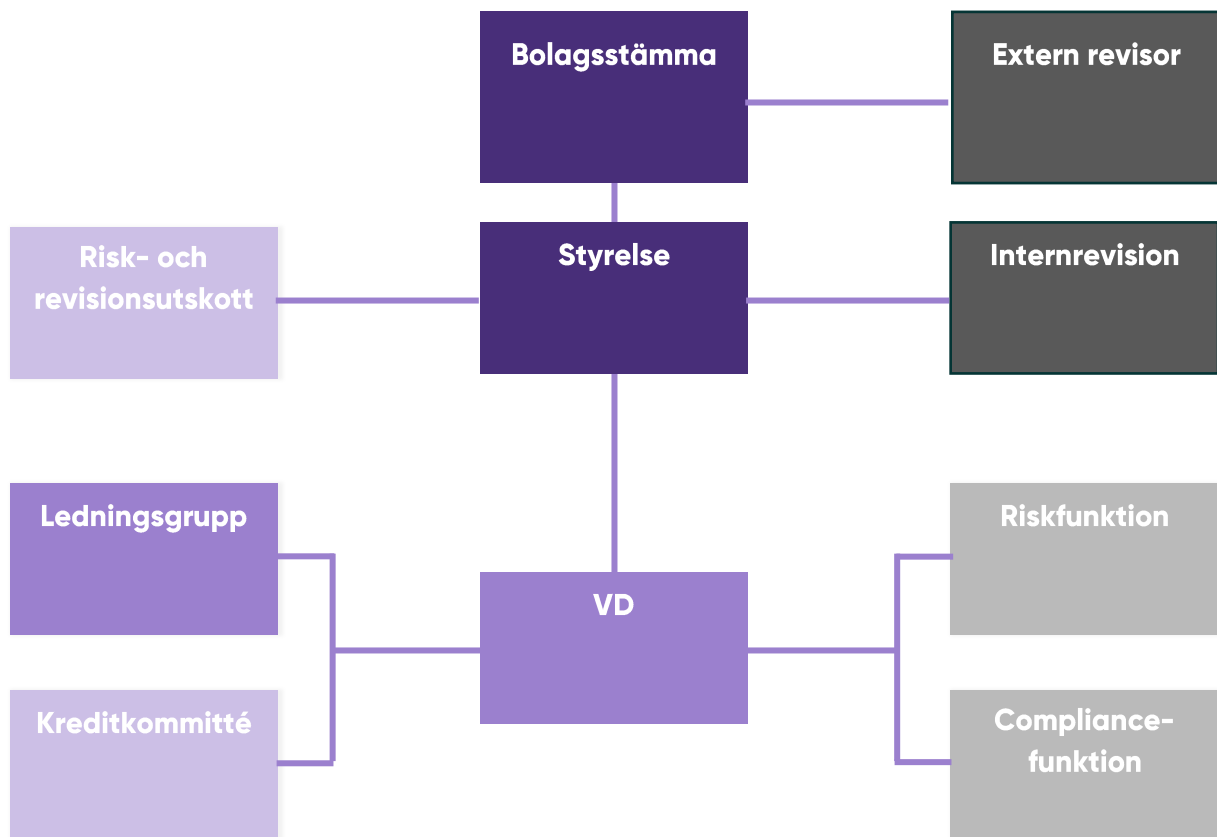 Bolagsstämma
Extern revisor
Risk- och
revisionsutskott
Styrelse
Internrevision
Ledningsgrupp
Riskfunktion
VD
Kreditkommitté
Compliance-
funktion